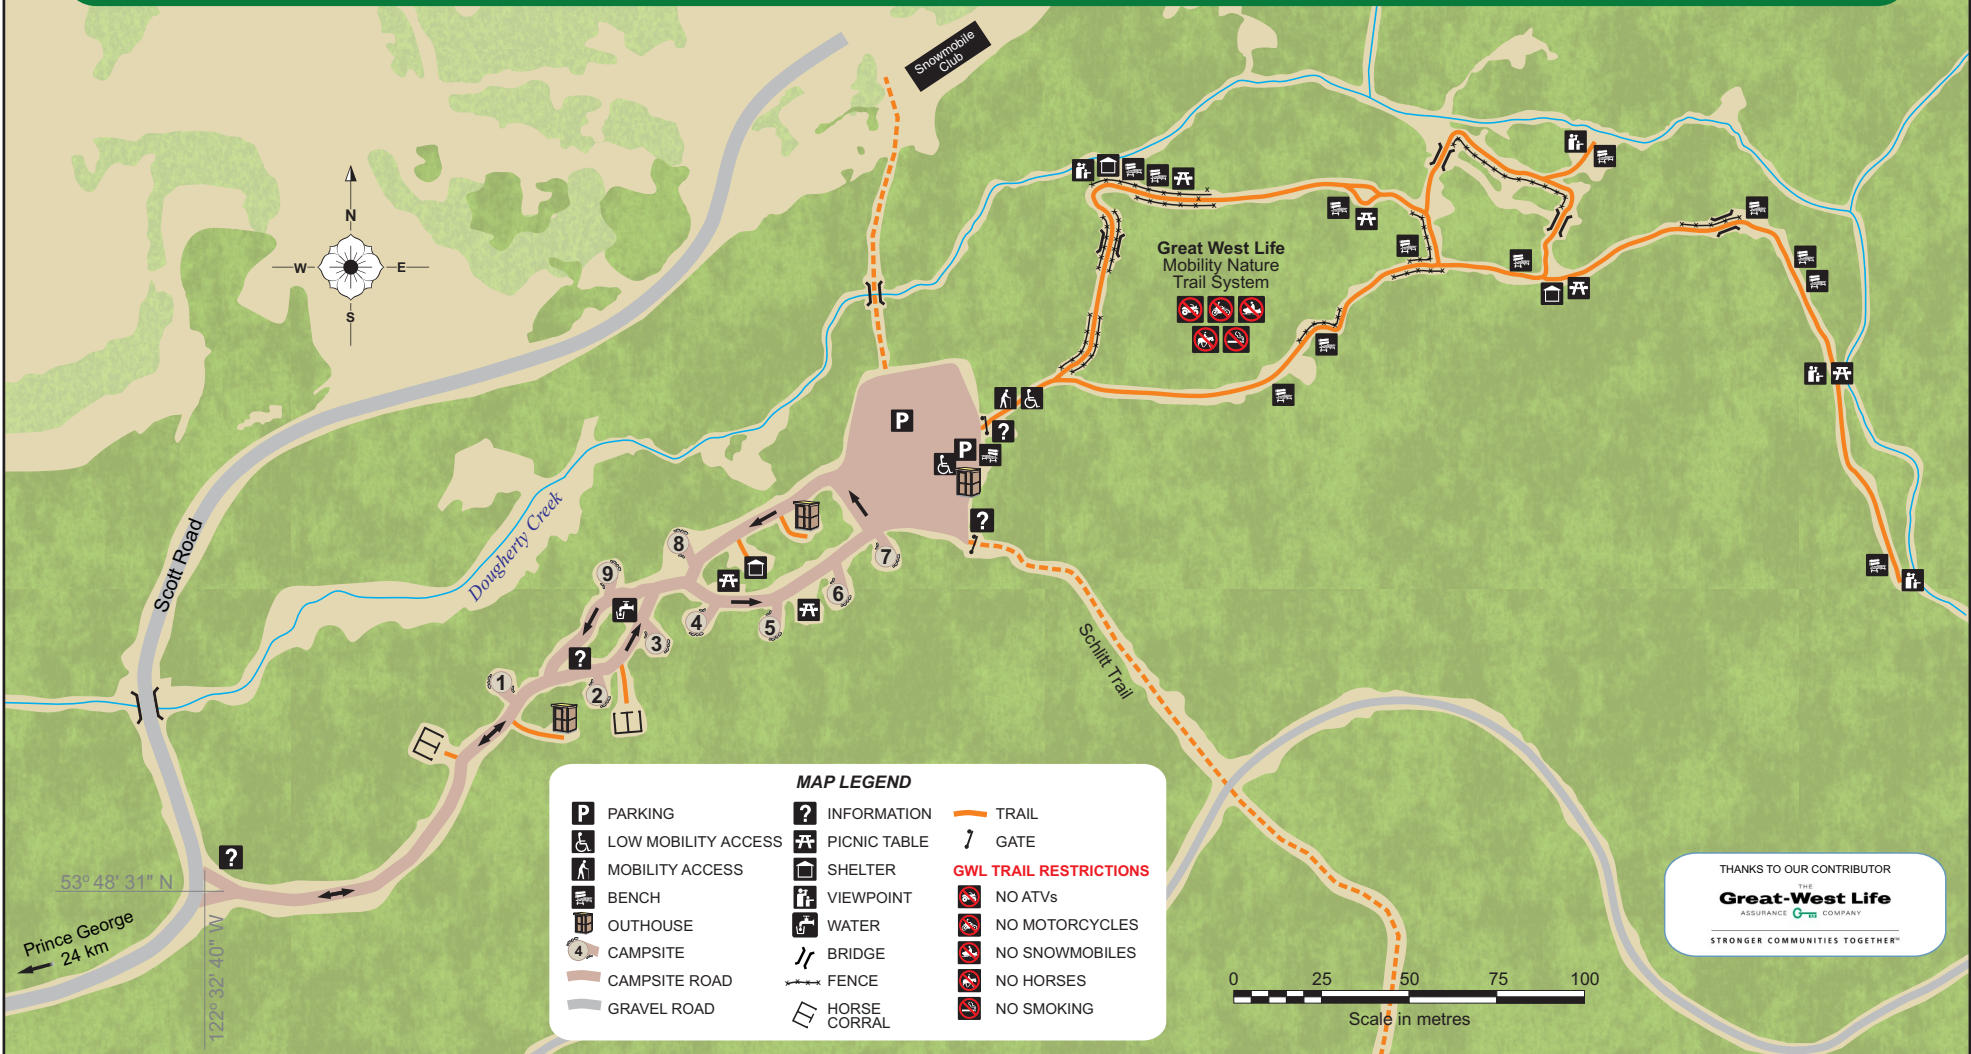 Snowmobile
Club
N
W
E
S
Great West Life
Mobility Nature
Trail System
P
?
P
?
Scott Road
Dougherty Creek
8
7
9
6
4
5
3
?
1
2
Schlitt Trail
?
53° 48' 31" N
122° 32' 40" W
Prince George
24 km
MAP LEGEND
P PARKING
LOW MOBILITY ACCESS
MOBILITY ACCESS
BENCH
OUTHOUSE
4 CAMPSITE
CAMPSITE ROAD
GRAVEL ROAD
? INFORMATION
PICNIC TABLE
SHELTER
VIEWPOINT
WATER
BRIDGE
FENCE
HORSE
CORRAL
TRAIL
GATE
GWL TRAIL RESTRICTIONS
NO ATVs
NO MOTORCYCLES
NO SNOWMOBILES
NO HORSES
NO SMOKING
0 25 50 75 100
Scale in metres
THANKS TO OUR CONTRIBUTOR
THE
Great-West Life
ASSURANCE COMPANY
STRONGER COMMUNITIES TOGETHER™